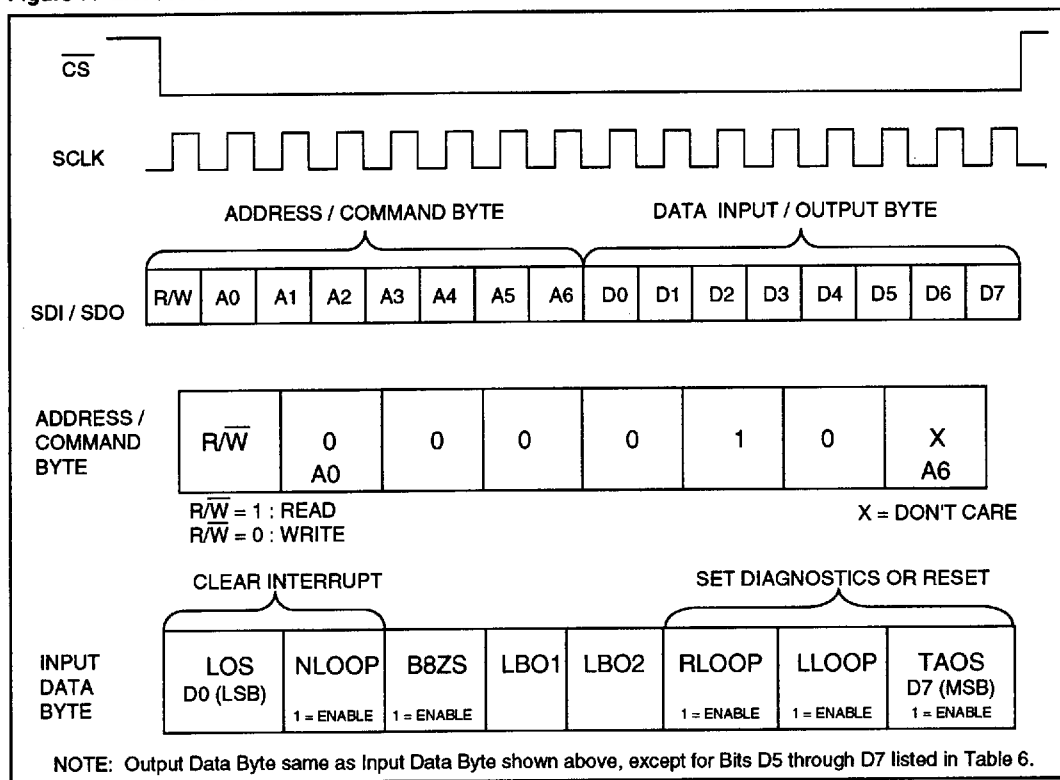 CS
SCLK
ADDRESS / COMMAND BYTE DATA INPUT / OUTPUT BYTE
SDI / SDO R/W A0 A1 A2 A3 A4 A5 A6 D0 D1 D2 D3 D4 D5 D6 D7
ADDRESS /
COMMAND
BYTE
R/W 0 0 0 0 1 0 X
A0 A6
R/W = 1 : READ
R/W = 0 : WRITE
X = DON'T CARE
CLEAR INTERRUPT SET DIAGNOSTICS OR RESET
INPUT
DATA
BYTE
LOS NLOOP B8ZS LBO1 LBO2 RLOOP LLOOP TAOS
D0 (LSB) D7 (MSB)
1 = ENABLE 1 = ENABLE 1 = ENABLE 1 = ENABLE 1 = ENABLE
NOTE: Output Data Byte same as Input Data Byte shown above, except for Bits D5 through D7 listed in Table 6.